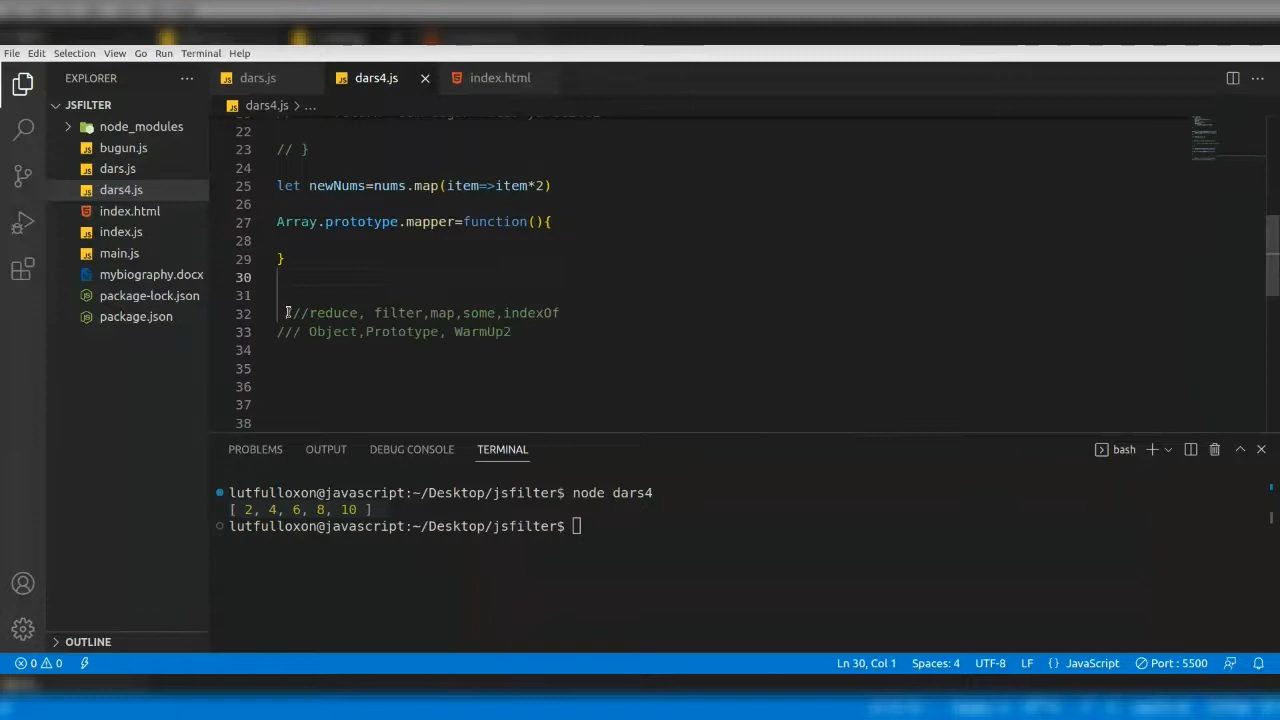 File Edit Selection View Go Run Terminal Help
EXPLORER
dars.js
dars4.js
index.html
JSFILTER
dars4.js > ...
node_modules
bugun.js
dars.js
dars4.js
index.html
index.js
main.js
mybiography.docx
package-lock.json
package.json
22
23 // }
24
25 let newNums=nums.map(item=>item*2)
26
27 Array.prototype.mapper=function(){
28
29 }
30
31
32 ///reduce, filter,map,some,indexOf
33 /// Object,Prototype, WarmUp2
34
35
36
37
38
PROBLEMS OUTPUT DEBUG CONSOLE TERMINAL
bash
lutfulloxon@javascript:~/Desktop/jsfilter$ node dars4
[ 2, 4, 6, 8, 10 ]
lutfulloxon@javascript:~/Desktop/jsfilter$
OUTLINE
0 0
Ln 30, Col 1 Spaces: 4 UTF-8 LF {} JavaScript Port : 5500